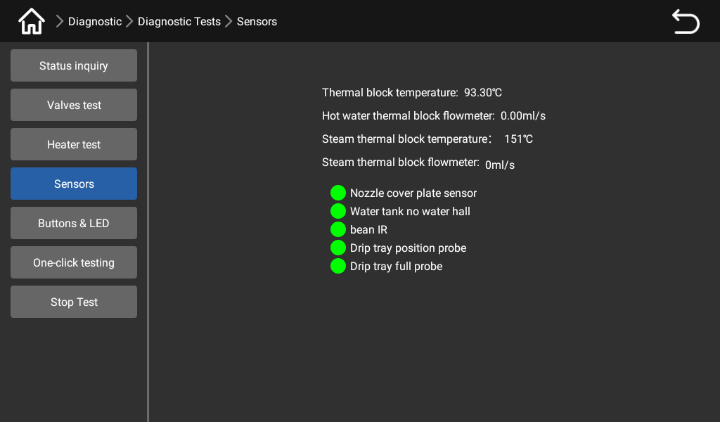 Diagnostic > Diagnostic Tests > Sensors
Status inquiry
Valves test
Heater test
Sensors
Buttons & LED
One-click testing
Stop Test
Thermal block temperature: 93.30℃
Hot water thermal block flowmeter: 0.00ml/s
Steam thermal block temperature： 151℃
Steam thermal block flowmeter: 0ml/s
Nozzle cover plate sensor
Water tank no water hall
bean IR
Drip tray position probe
Drip tray full probe